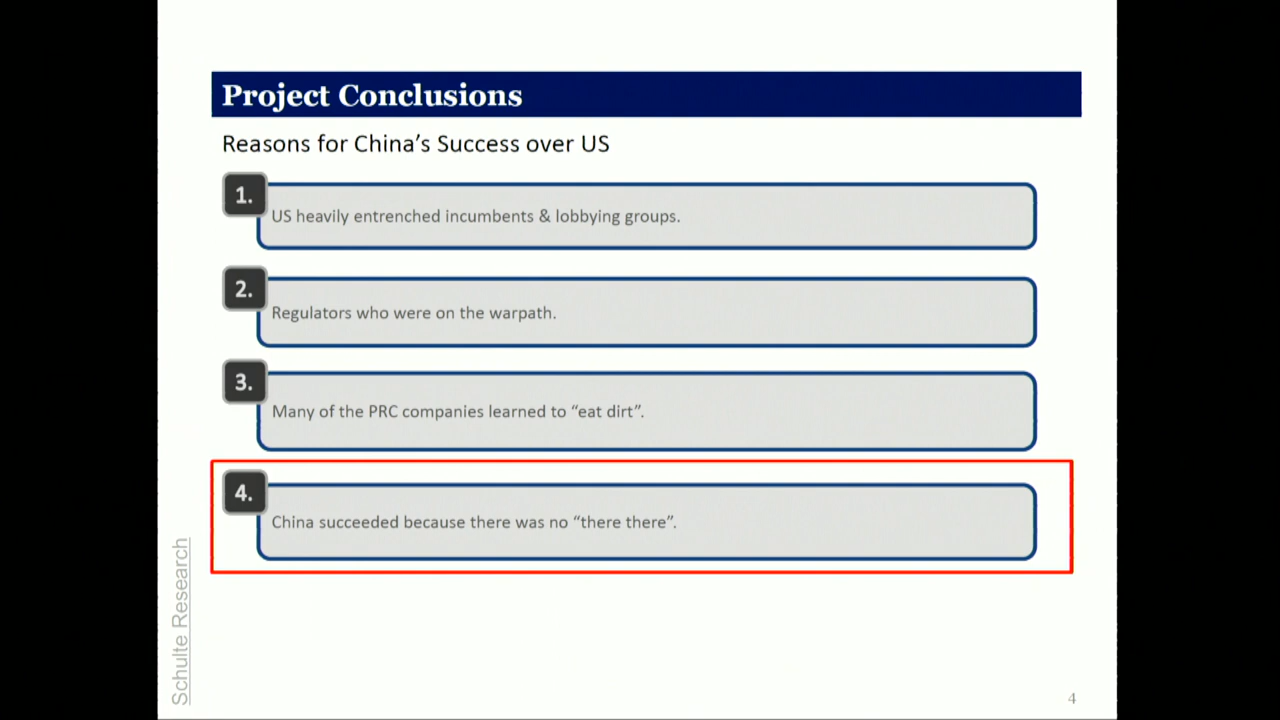 Project Conclusions
Reasons for China’s Success over US
1.
US heavily entrenched incumbents & lobbying groups.
2.
Regulators who were on the warpath.
3.
Many of the PRC companies learned to “eat dirt”.
4.
China succeeded because there was no “there there”.
Schulte Research
4